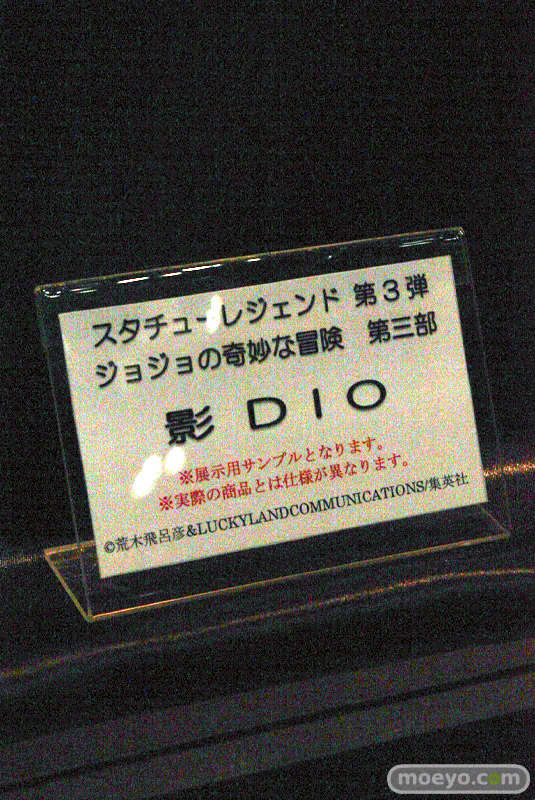 スタチューレジェンド 第3弾
ジョジョの奇妙な冒険 第三部
影 DIO
※展示用サンプルとなります。
※実際の商品とは仕様が異なります。
©荒木飛呂彦&LUCKYLANDCOMMUNICATIONS/集英社
moeyo.com